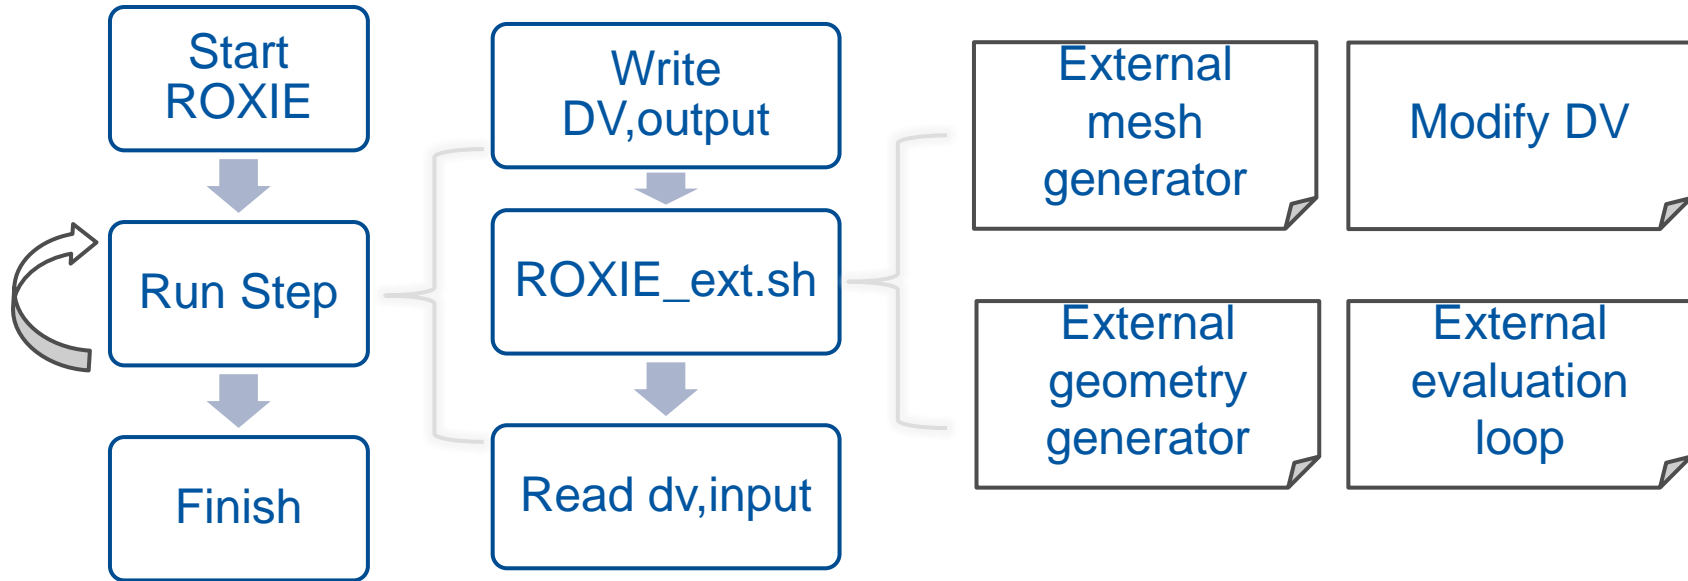 Start
ROXIE
Run Step
Finish
Write
DV,output
ROXIE_ext.sh
Read dv,input
External
mesh
generator
Modify DV
External
geometry
generator
External
evaluation
loop